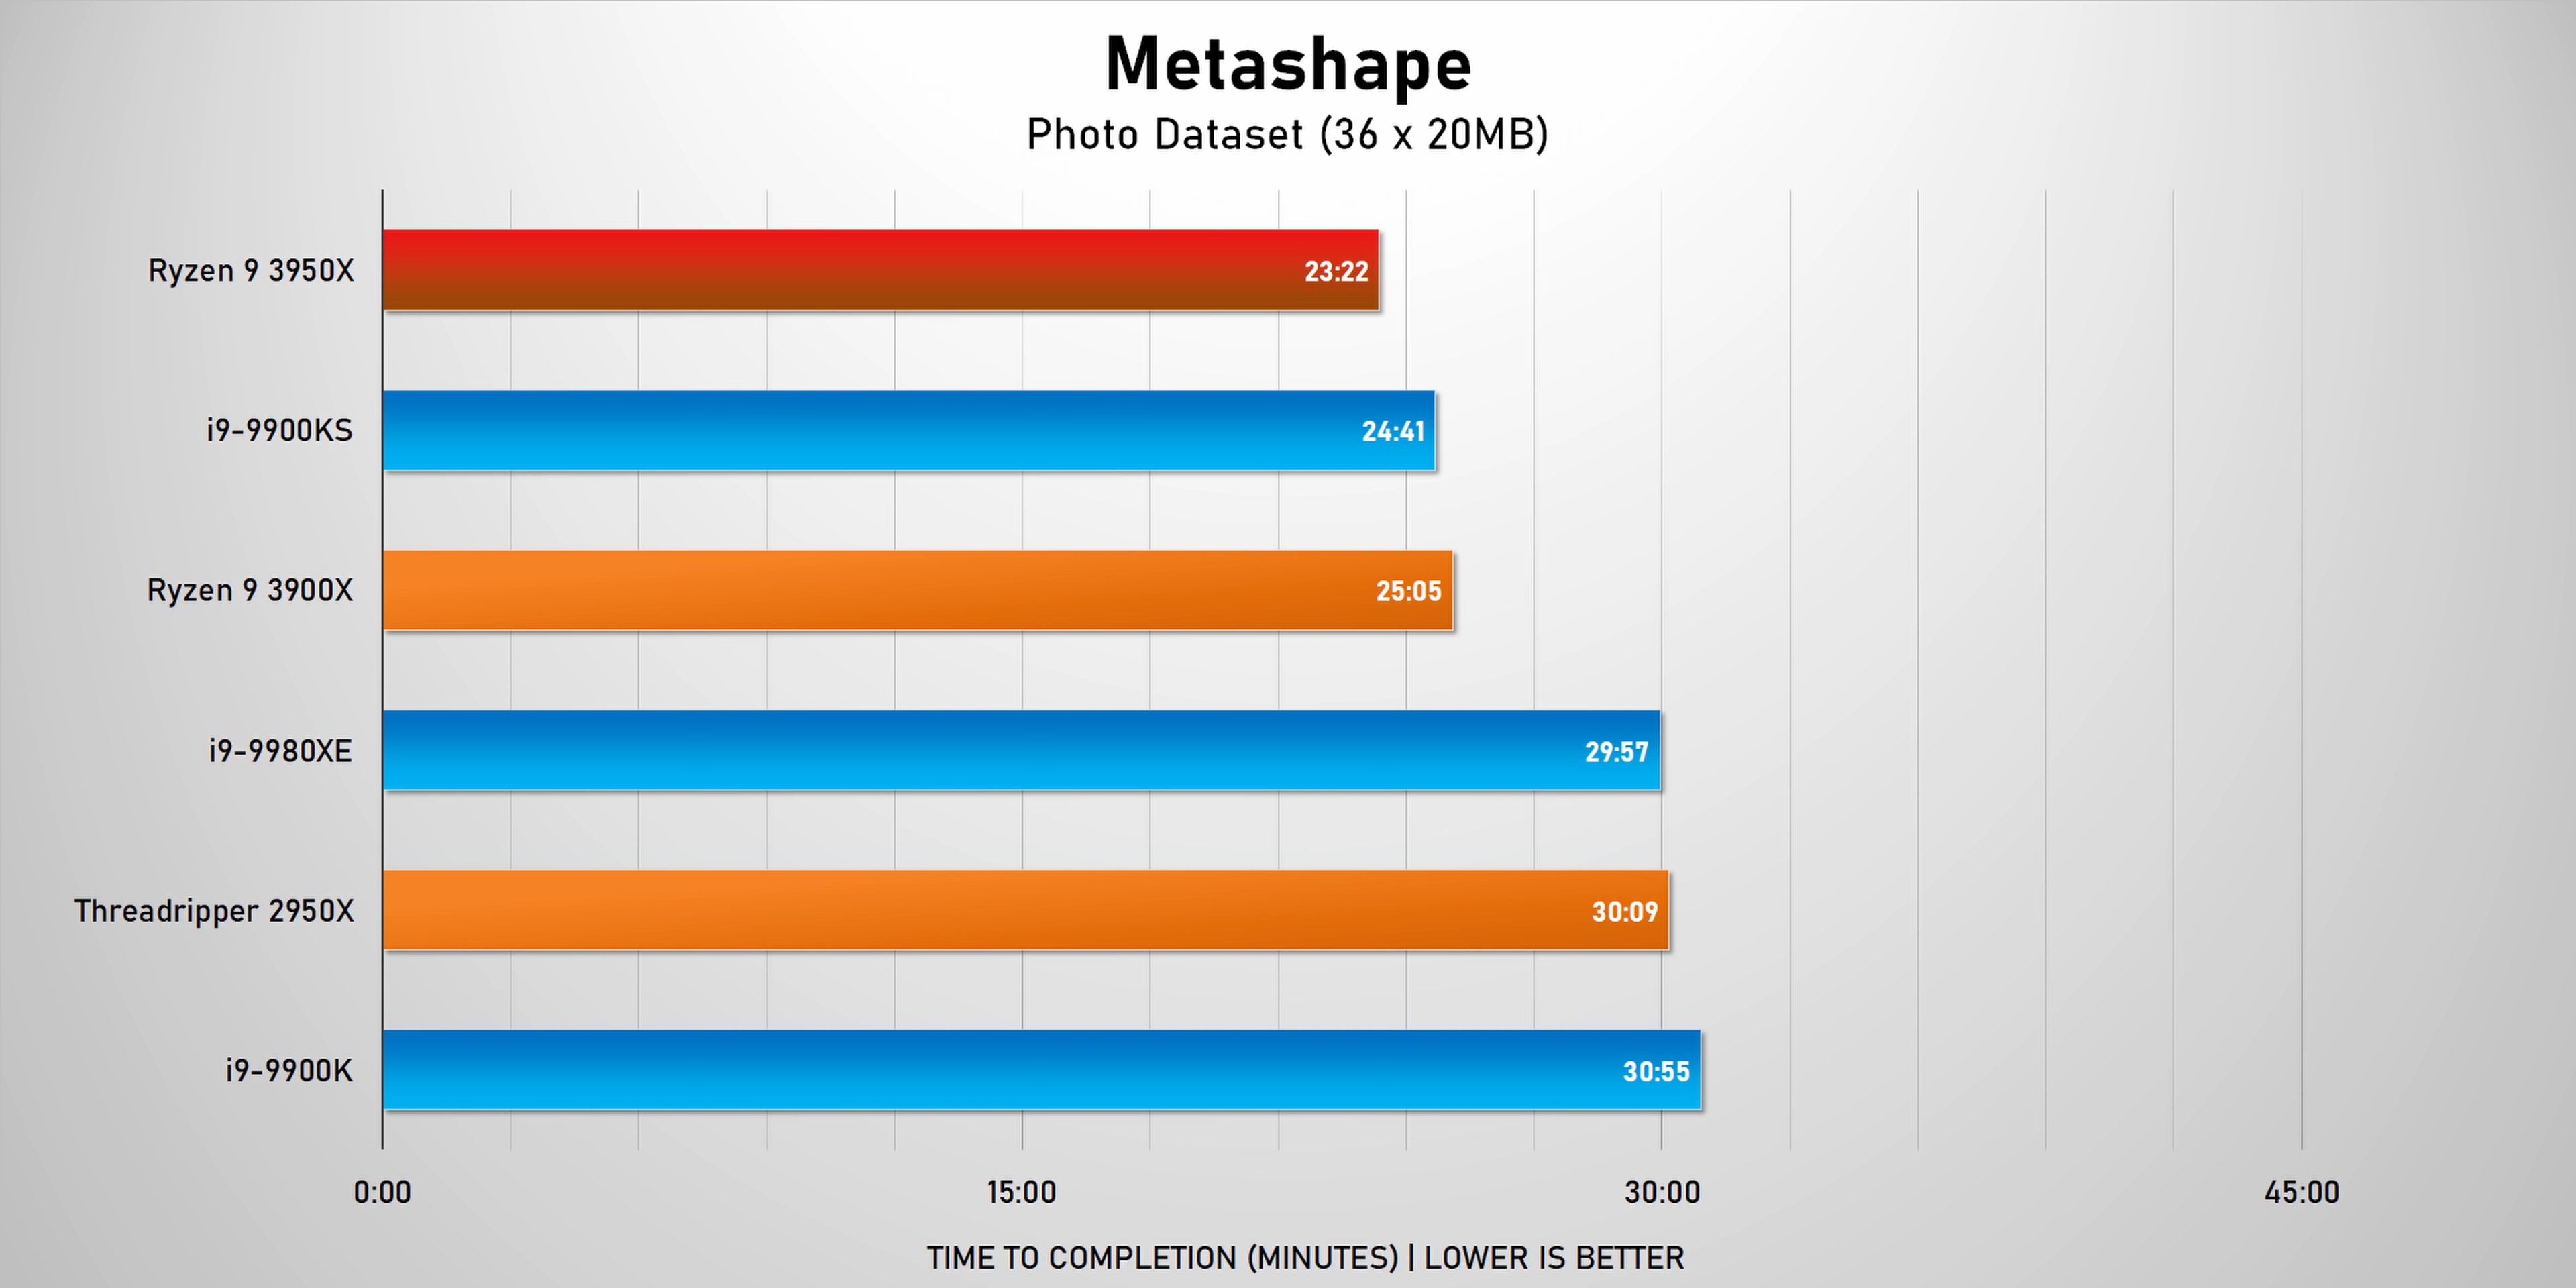 Metashape
Photo Dataset (36 x 20MB)
Ryzen 9 3950X
23:22
i9-9900KS
24:41
Ryzen 9 3900X
25:05
i9-9980XE
29:57
Threadripper 2950X
30:09
i9-9900K
30:55
0:00 15:00 30:00 45:00
TIME TO COMPLETION (MINUTES) | LOWER IS BETTER